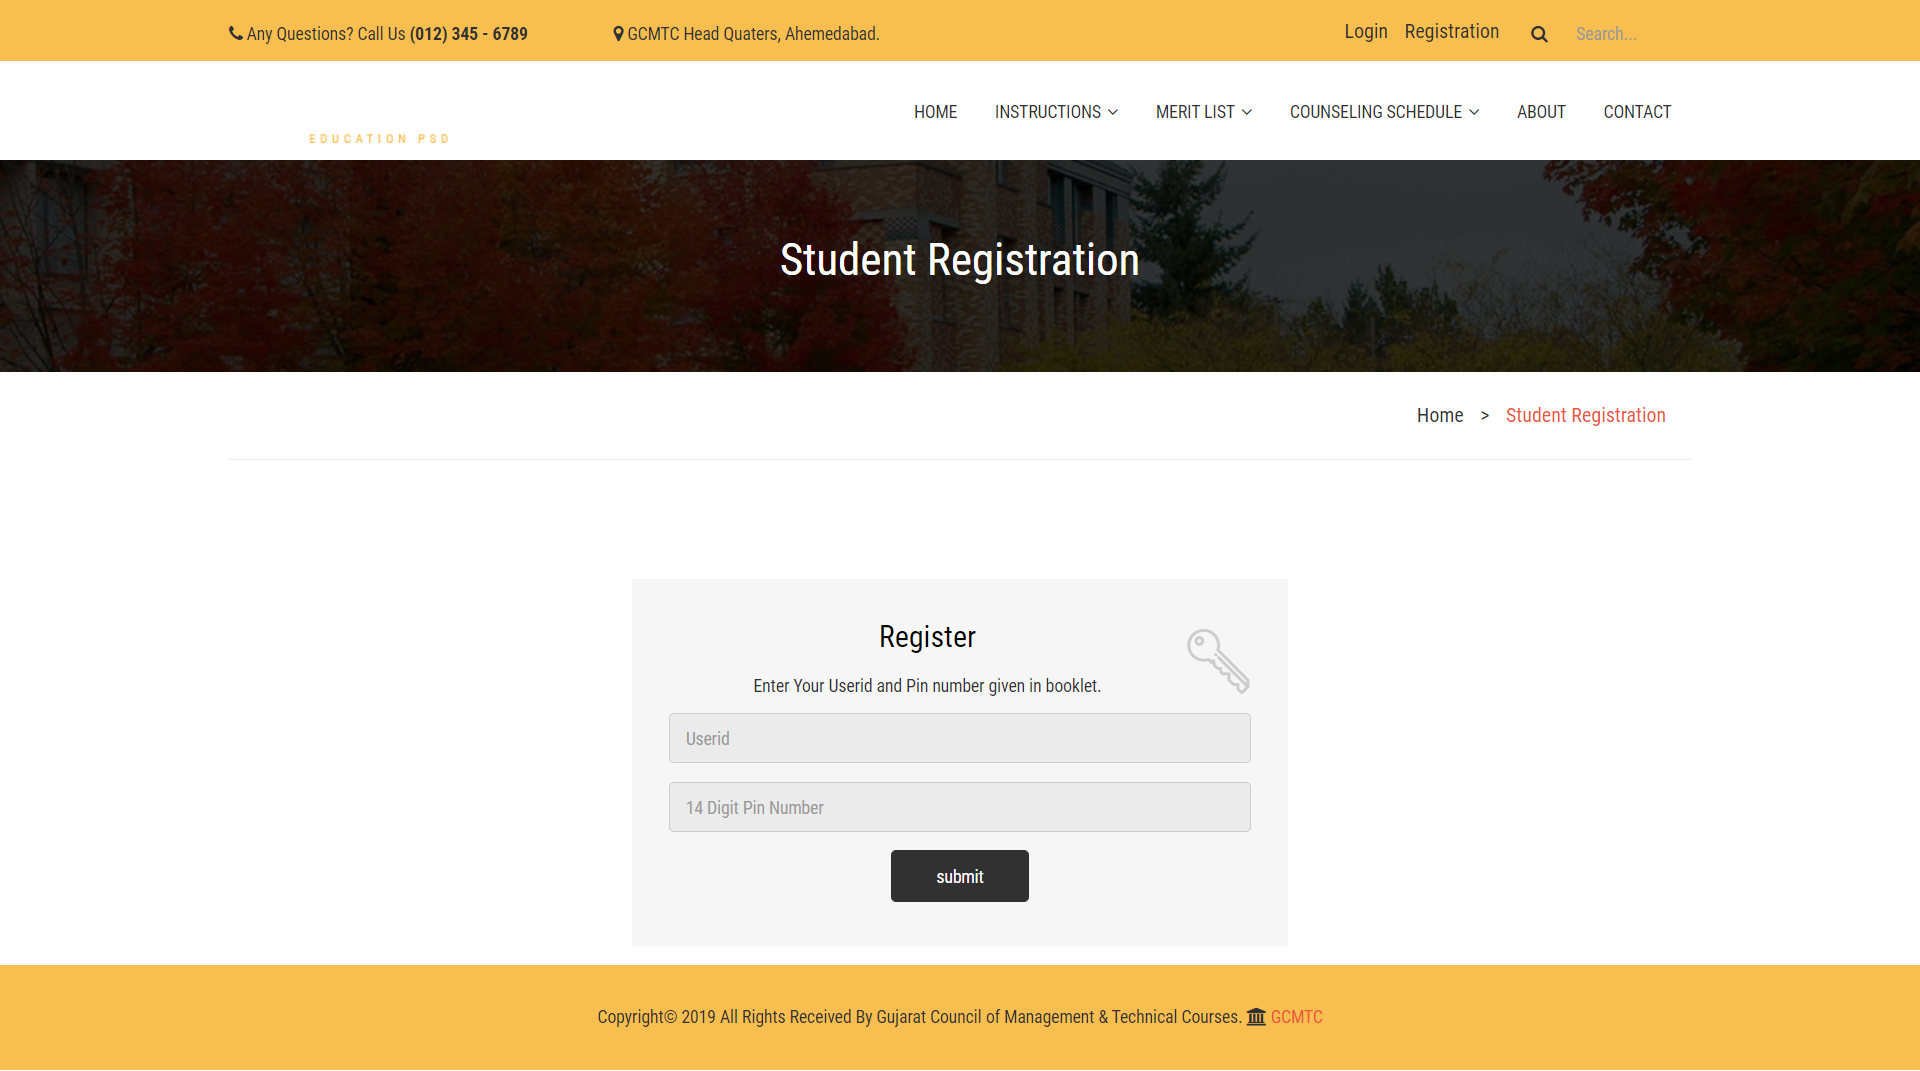 Any Questions? Call Us (012) 345 - 6789
GCMTC Head Quaters, Ahemedabad.
Login Registration
Search...
EDUCATION PSD
HOME INSTRUCTIONS MERIT LIST COUNSELING SCHEDULE ABOUT CONTACT
Student Registration
Home > Student Registration
Register
Enter Your Userid and Pin number given in booklet.
Userid
14 Digit Pin Number
submit
Copyright© 2019 All Rights Received By Gujarat Council of Management & Technical Courses. GCMTC